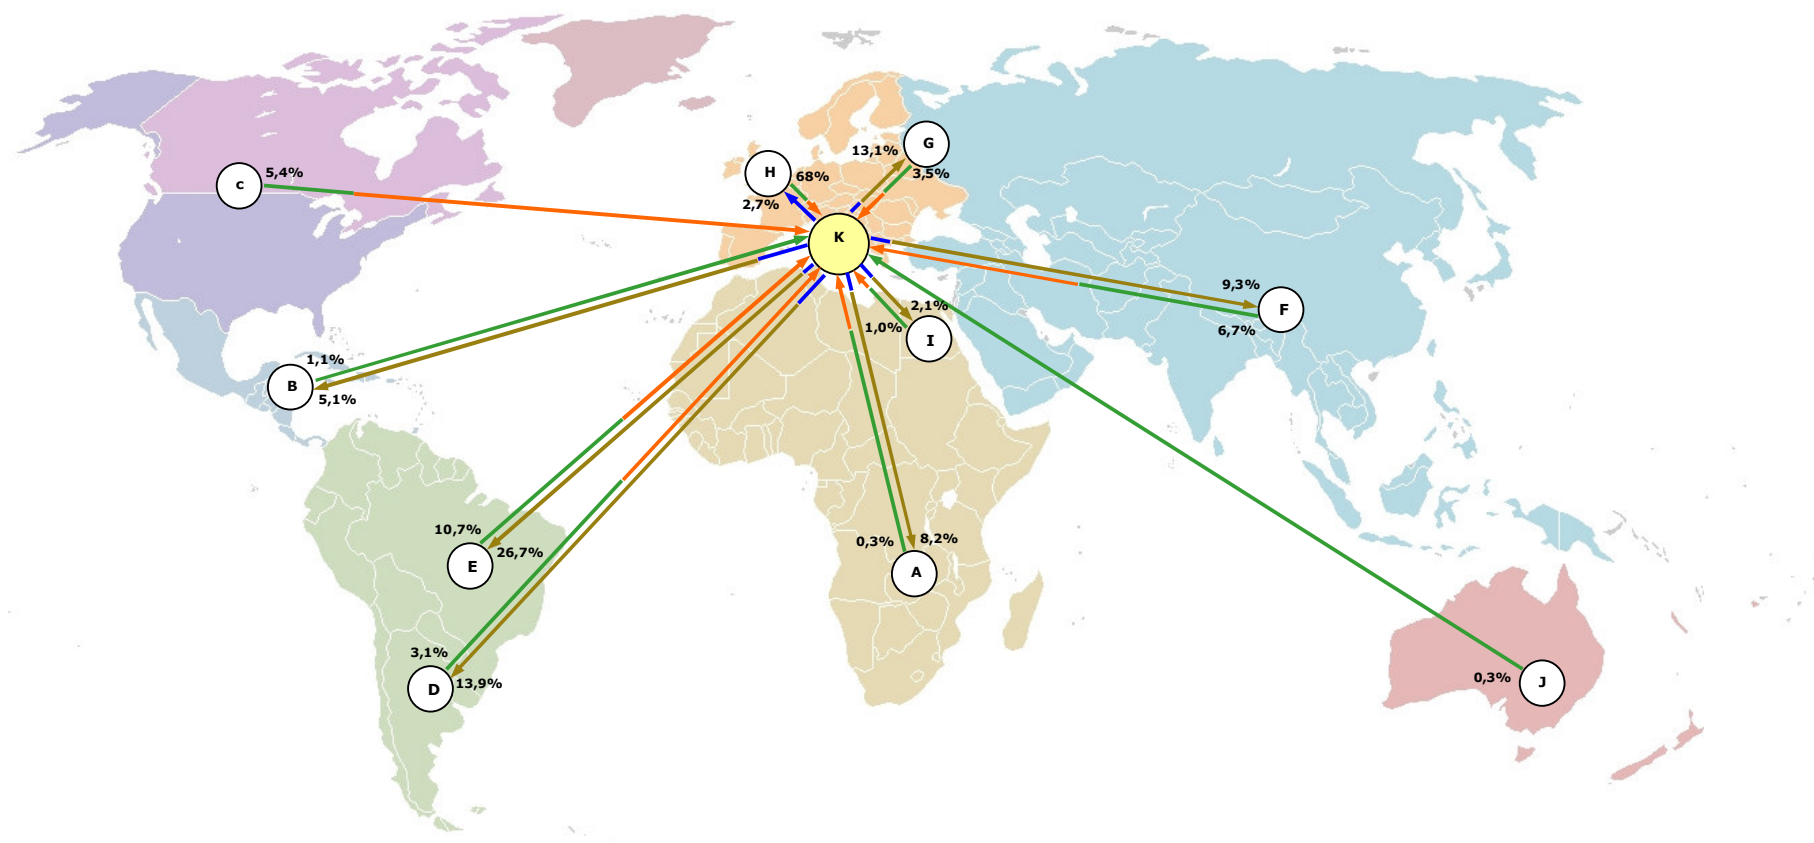 G
13,1%
H
68%
3,5%
c
5,4%
2,7%
K
9,3%
F
6,7%
2,1%
1,0%
I
1,1%
B
5,1%
10,7%
26,7%
E
0,3%
8,2%
A
3,1%
D
13,9%
0,3%
J